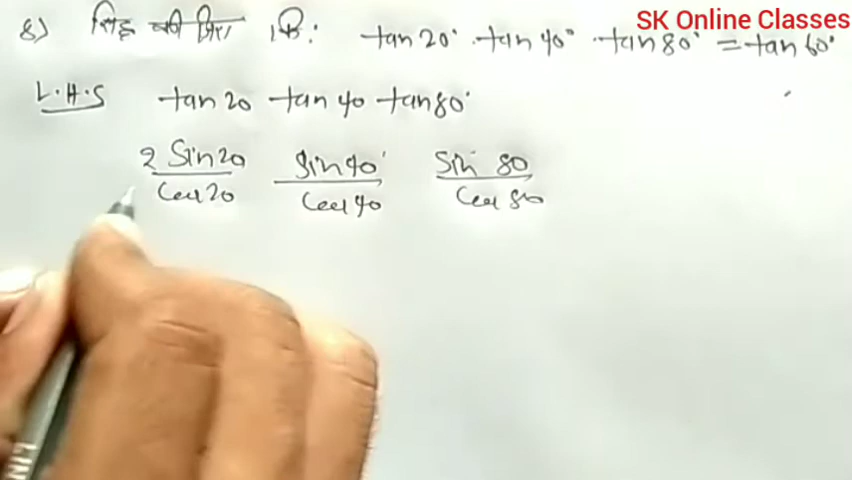 SK Online Classes
8) सिद्ध कि: tan 20° . tan 40° . tan 80° = tan 60°
L.H.S tan 20 tan 40 tan 80°
2 Sin 20 Sin 40 Sin 80
Cos 20 Cos 40 Cos 80